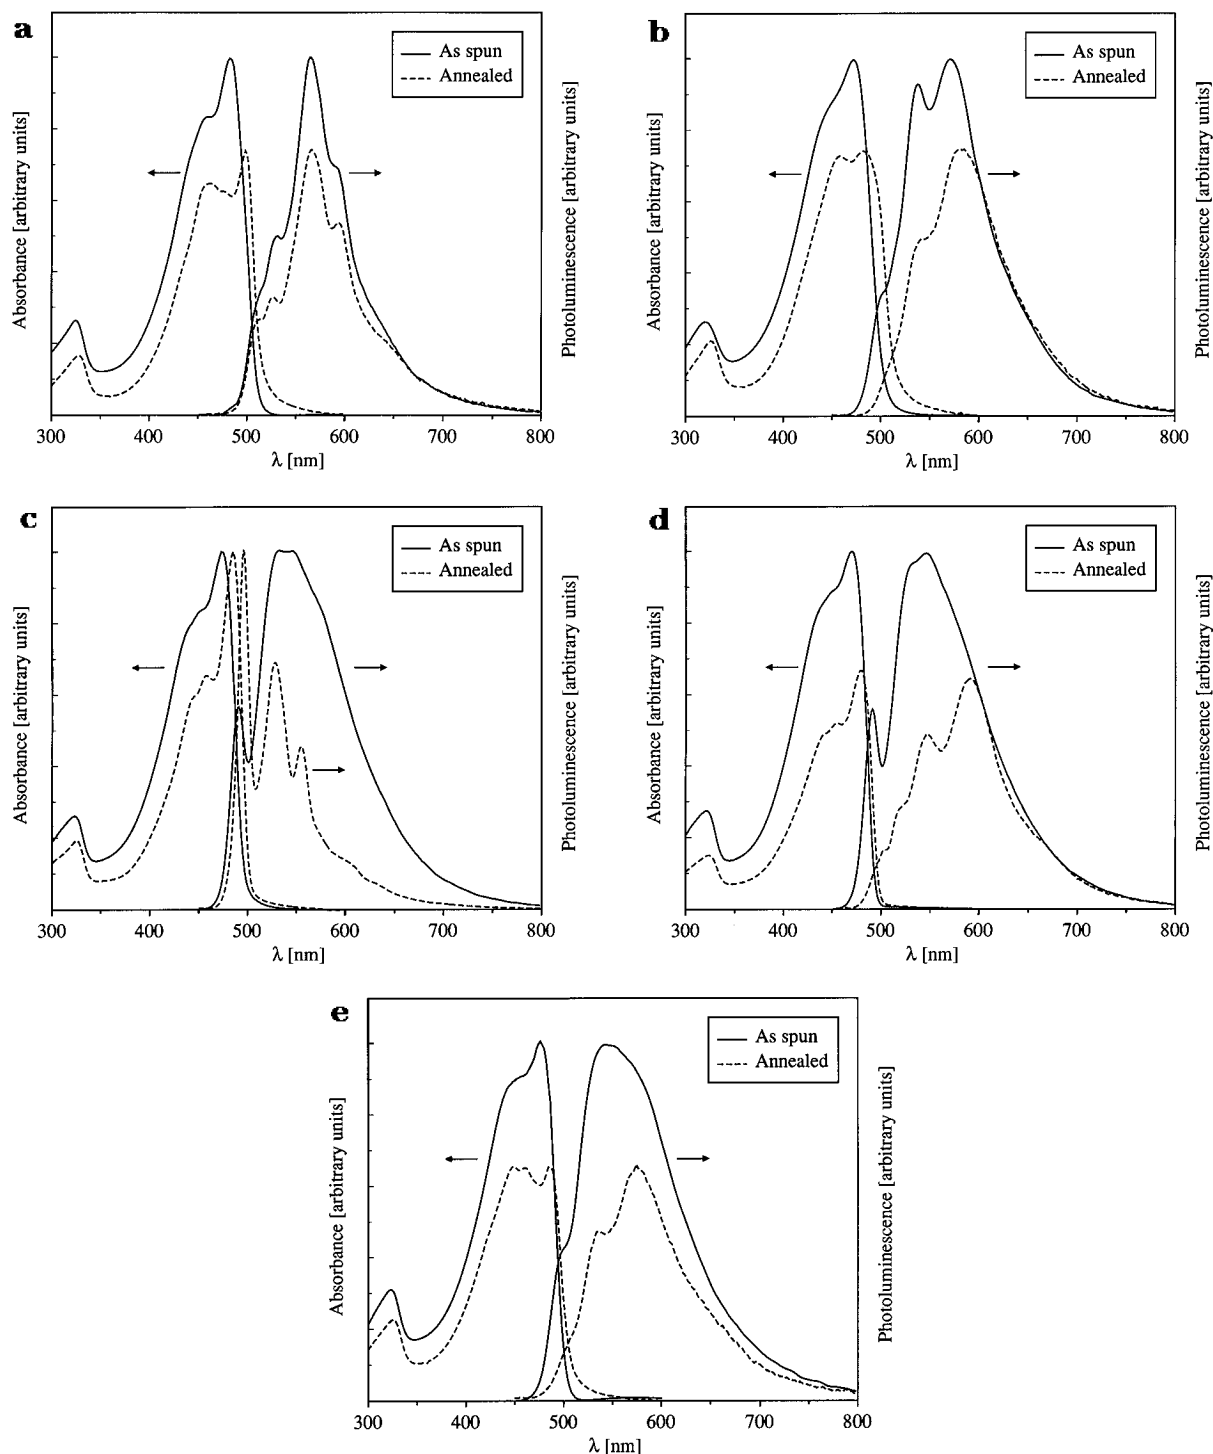 a
As spun
Annealed
Absorbance [arbitrary units]
Photoluminescence [arbitrary units]
300 400 500 600 700 800
λ [nm]
b
As spun
Annealed
Absorbance [arbitrary units]
Photoluminescence [arbitrary units]
300 400 500 600 700 800
λ [nm]
c
As spun
Annealed
Absorbance [arbitrary units]
Photoluminescence [arbitrary units]
300 400 500 600 700 800
λ [nm]
d
As spun
Annealed
Absorbance [arbitrary units]
Photoluminescence [arbitrary units]
300 400 500 600 700 800
λ [nm]
e
As spun
Annealed
Absorbance [arbitrary units]
Photoluminescence [arbitrary units]
300 400 500 600 700 800
λ [nm]